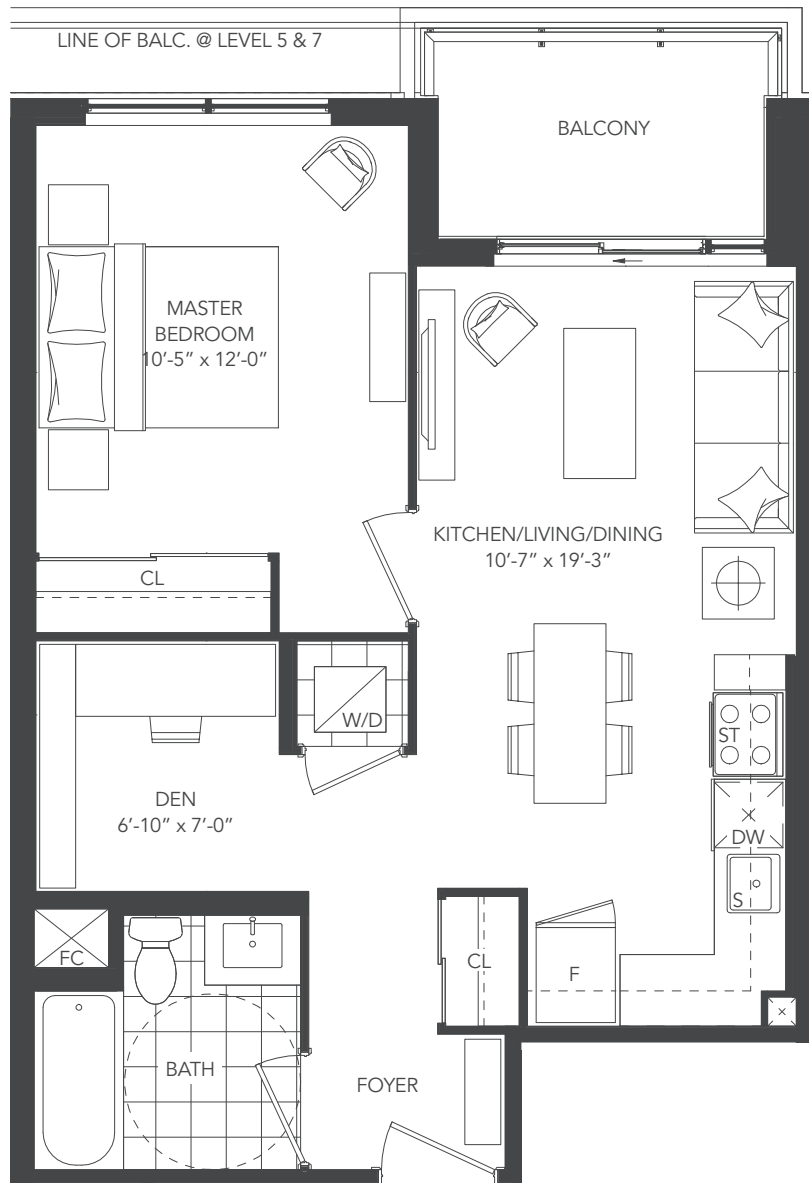 LINE OF BALC. @ LEVEL 5 & 7
BALCONY
MASTER
BEDROOM
10’-5” x 12’-0”
KITCHEN/LIVING/DINING
10’-7” x 19’-3”
CL
W/D
ST
DEN
6’-10” x 7’-0”
DW
S
FC
CL
F
BATH
FOYER